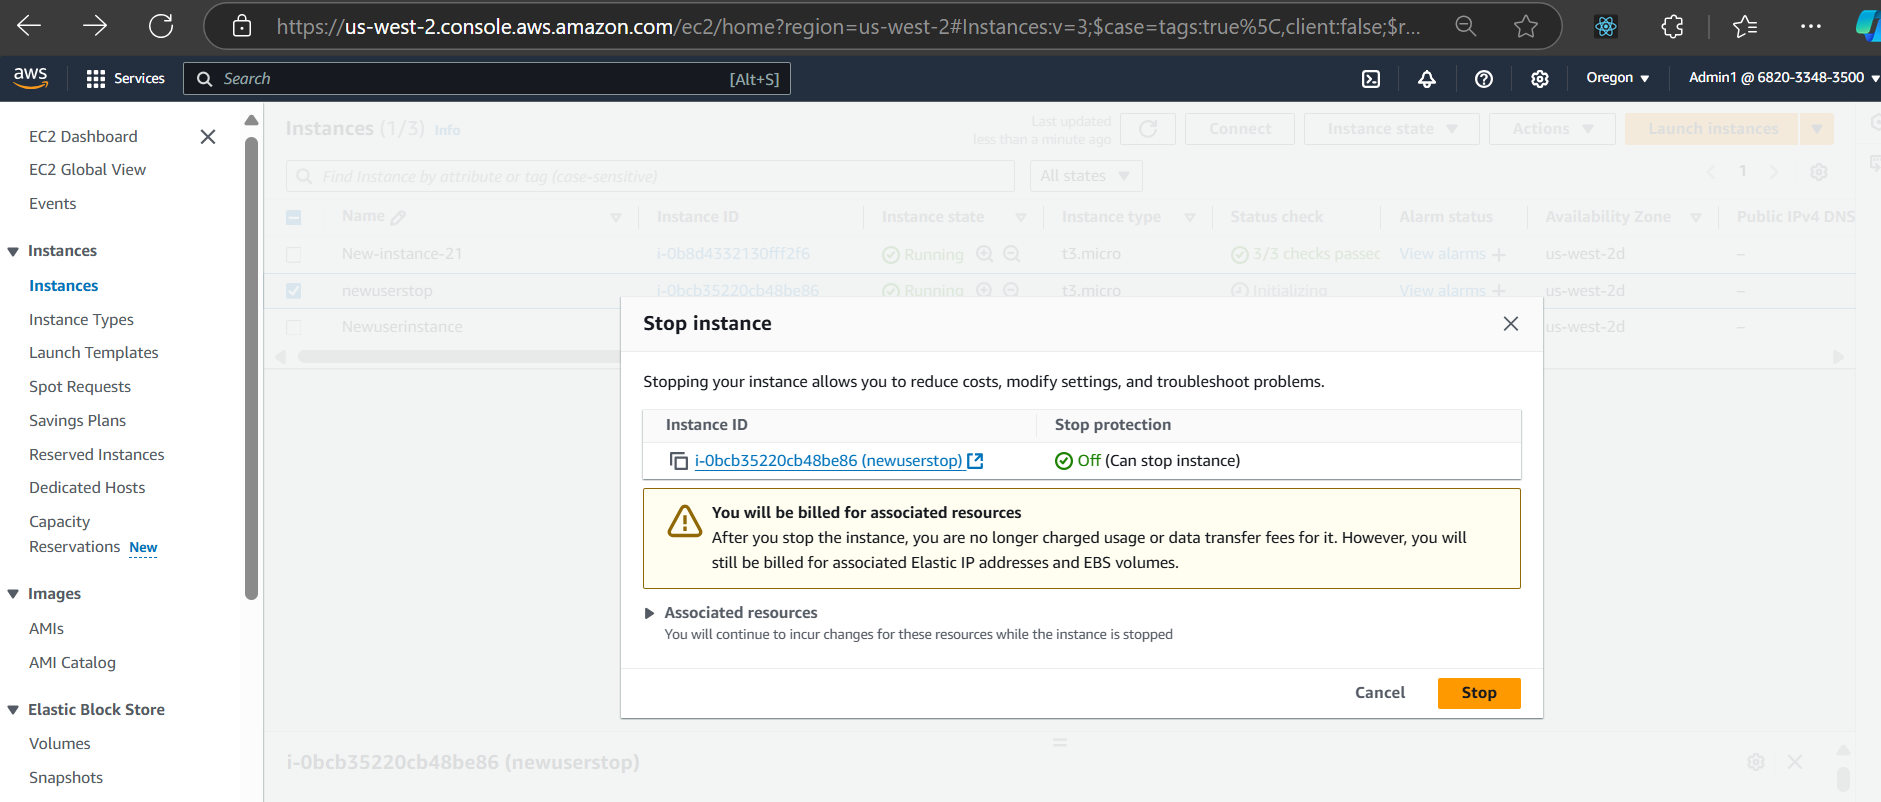 https://us-west-2.console.aws.amazon.com/ec2/home?region=us-west-2#Instances:v=3;$case=tags:true%5C,client:false;$r...
aws
Services
Search
[Alt+S]
Oregon
Admin1 @ 6820-3348-3500
EC2 Dashboard
EC2 Global View
Events
Instances
Instances
Instance Types
Launch Templates
Spot Requests
Savings Plans
Reserved Instances
Dedicated Hosts
Capacity
Reservations New
Images
AMIs
AMI Catalog
Elastic Block Store
Volumes
Snapshots
Instances (1/3) Info
Last updated
less than a minute ago
Connect
Instance state
Actions
Launch instances
Find Instance by attribute or tag (case-sensitive)
All states
1
Name Instance ID Instance state Instance type Status check Alarm status Availability Zone Public IPv4 DNS
New-instance-21 i-0b8d4332130fff2f6 Running t3.micro 3/3 checks passec View alarms us-west-2d –
newuserstop i-0bcb35220cb48be86 Running t3.micro Initializing View alarms us-west-2d –
Newuserinstance us-west-2d –
Stop instance
Stopping your instance allows you to reduce costs, modify settings, and troubleshoot problems.
Instance ID Stop protection
i-0bcb35220cb48be86 (newuserstop) Off (Can stop instance)
You will be billed for associated resources
After you stop the instance, you are no longer charged usage or data transfer fees for it. However, you will
still be billed for associated Elastic IP addresses and EBS volumes.
Associated resources
You will continue to incur changes for these resources while the instance is stopped
Cancel
Stop
i-0bcb35220cb48be86 (newuserstop)